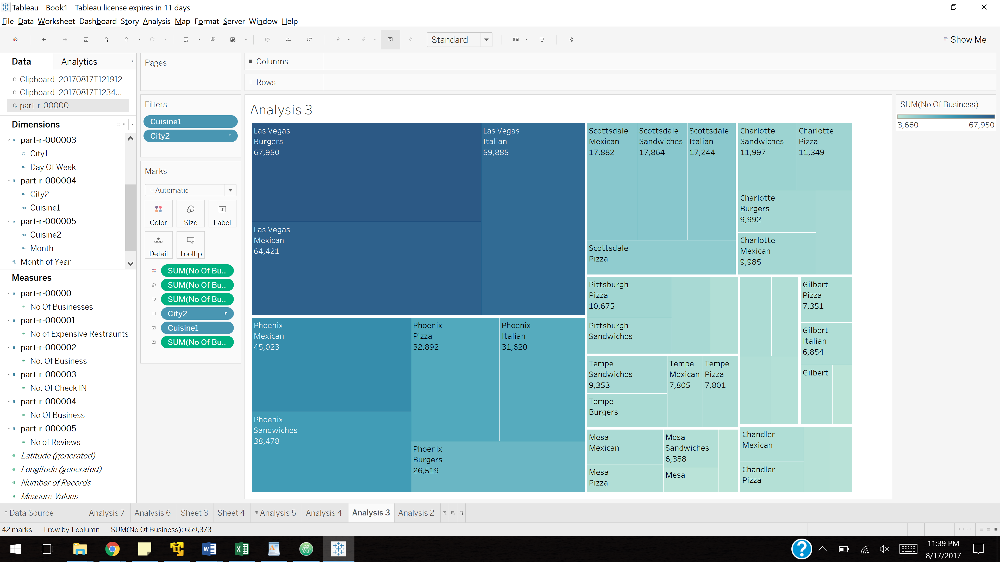 Tableau - Book1 - Tableau license expires in 11 days
File Data Worksheet Dashboard Story Analysis Map Format Server Window Help
Standard
Show Me
Data
Analytics
Clipboard_20170817T121912
Clipboard_20170817T1234...
part-r-00000
Dimensions
part-r-000003
City1
Abc Day Of Week
part-r-000004
Abc City2
Abc Cuisine1
part-r-000005
Abc Cuisine2
Abc Month
Month of Year
Measures
part-r-00000
# No Of Businesses
part-r-000001
# No of Expensive Restraunts
part-r-000002
# No. Of Business
part-r-000003
# No. Of Check IN
part-r-000004
# No Of Business
part-r-000005
# No of Reviews
Latitude (generated)
Longitude (generated)
# Number of Records
# Measure Values
Pages
Filters
Cuisine1
City2
Marks
Automatic
Color
Size
T
Label
Detail
Tooltip
SUM(No Of Bu..
SUM(No Of Bu..
SUM(No Of Bu..
City2
Cuisine1
SUM(No Of Bu..
Columns
Rows
Analysis 3
Las Vegas
Burgers
67,950
Las Vegas
Italian
59,885
Las Vegas
Mexican
64,421
Phoenix
Mexican
45,023
Phoenix
Pizza
32,892
Phoenix
Italian
31,620
Phoenix
Sandwiches
38,478
Phoenix
Burgers
26,519
Scottsdale
Mexican
17,882
Scottsdale
Sandwiches
17,864
Scottsdale
Italian
17,244
Scottsdale
Pizza
Charlotte
Sandwiches
11,997
Charlotte
Pizza
11,349
Charlotte
Burgers
9,992
Charlotte
Mexican
9,985
Pittsburgh
Pizza
10,675
Pittsburgh
Sandwiches
Gilbert
Pizza
7,351
Gilbert
Italian
6,854
Gilbert
Tempe
Sandwiches
9,353
Tempe
Mexican
7,805
Tempe
Pizza
7,801
Tempe
Burgers
Mesa
Mexican
Mesa
Sandwiches
6,388
Mesa
Pizza
Mesa
Chandler
Mexican
Chandler
Pizza
SUM(No Of Business)
3,660
67,950
Data Source
Analysis 7
Analysis 6
Sheet 3
Sheet 4
Analysis 5
Analysis 4
Analysis 3
Analysis 2
42 marks 1 row by 1 column SUM(No Of Business): 659,373
11:39 PM
8/17/2017